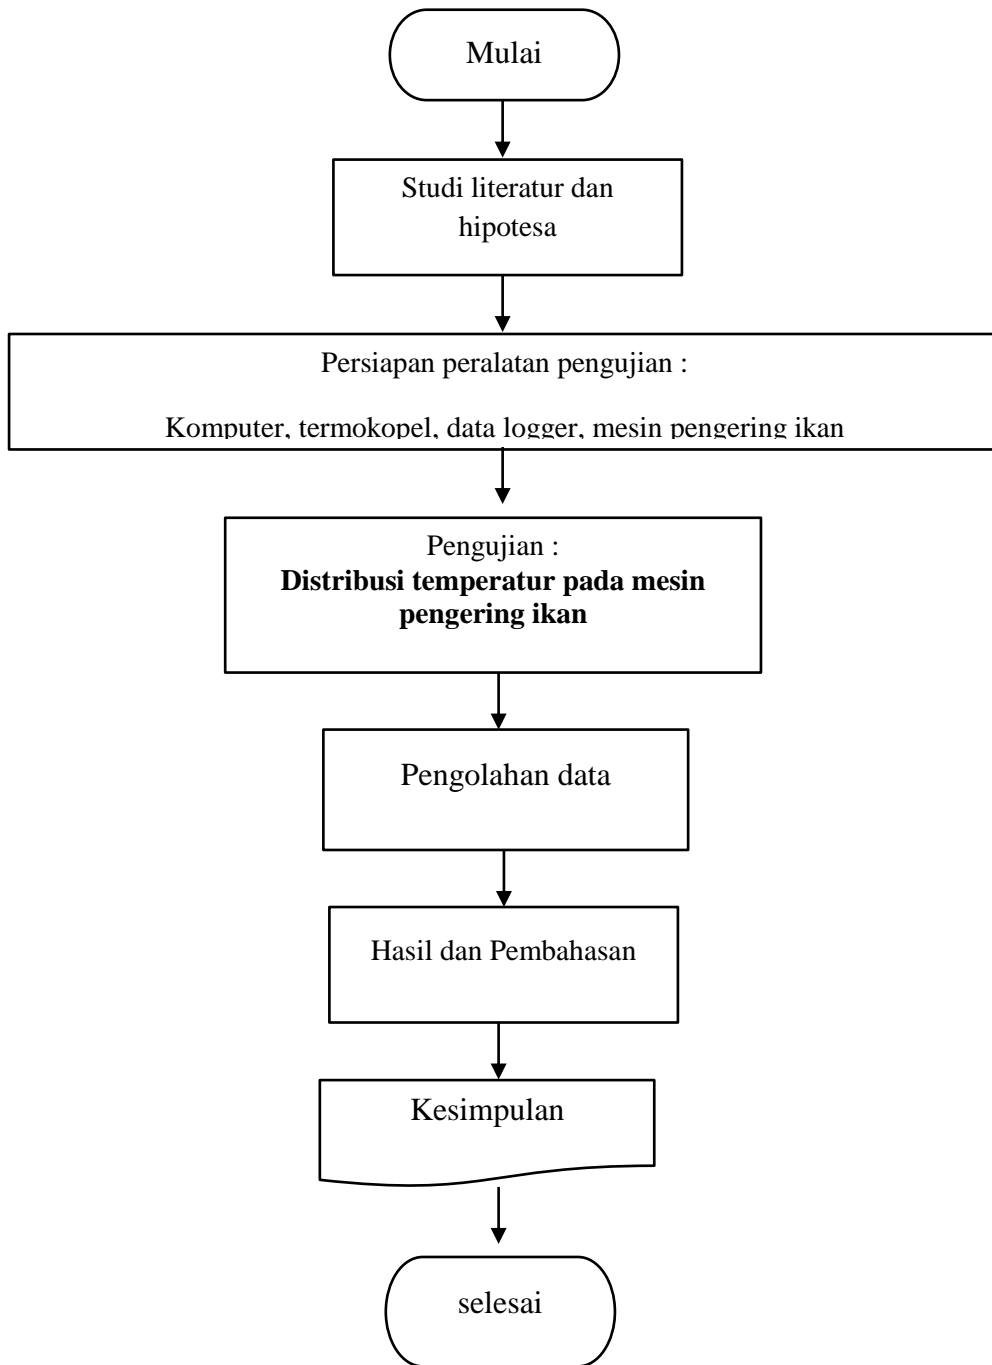 Mulai
Studi literatur dan
hipotesa
Persiapan peralatan pengujian :
Komputer, termokopel, data logger, mesin pengering ikan
Pengujian :
Distribusi temperatur pada mesin
pengering ikan
Pengolahan data
Hasil dan Pembahasan
Kesimpulan
selesai